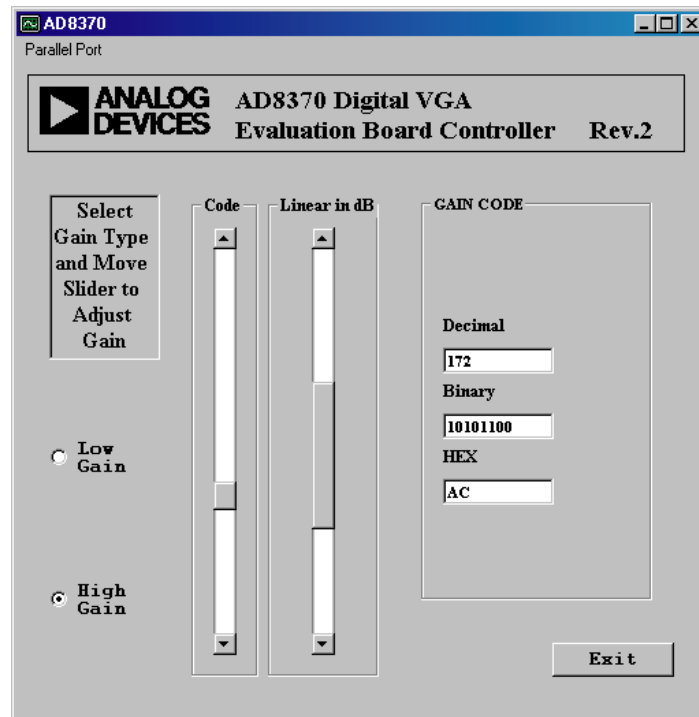 AD8370
Parallel Port
ANALOG
DEVICES
AD8370 Digital VGA
Evaluation Board Controller Rev.2
Select
Gain Type
and Move
Slider to
Adjust
Gain
Low
Gain
High
Gain
Code
Linear in dB
GAIN CODE
Decimal
172
Binary
10101100
HEX
AC
Exit